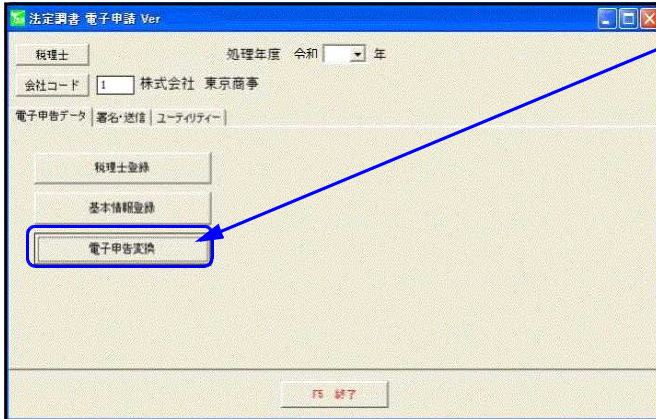 法定調書 電子申請 Ver
税理士 処理年度 令和 年
会社コード 1 株式会社 東京商事
電子申告データ 署名・送信 ユーティリティー
税理士登録
基本情報登録
電子申告変換
F5 終了